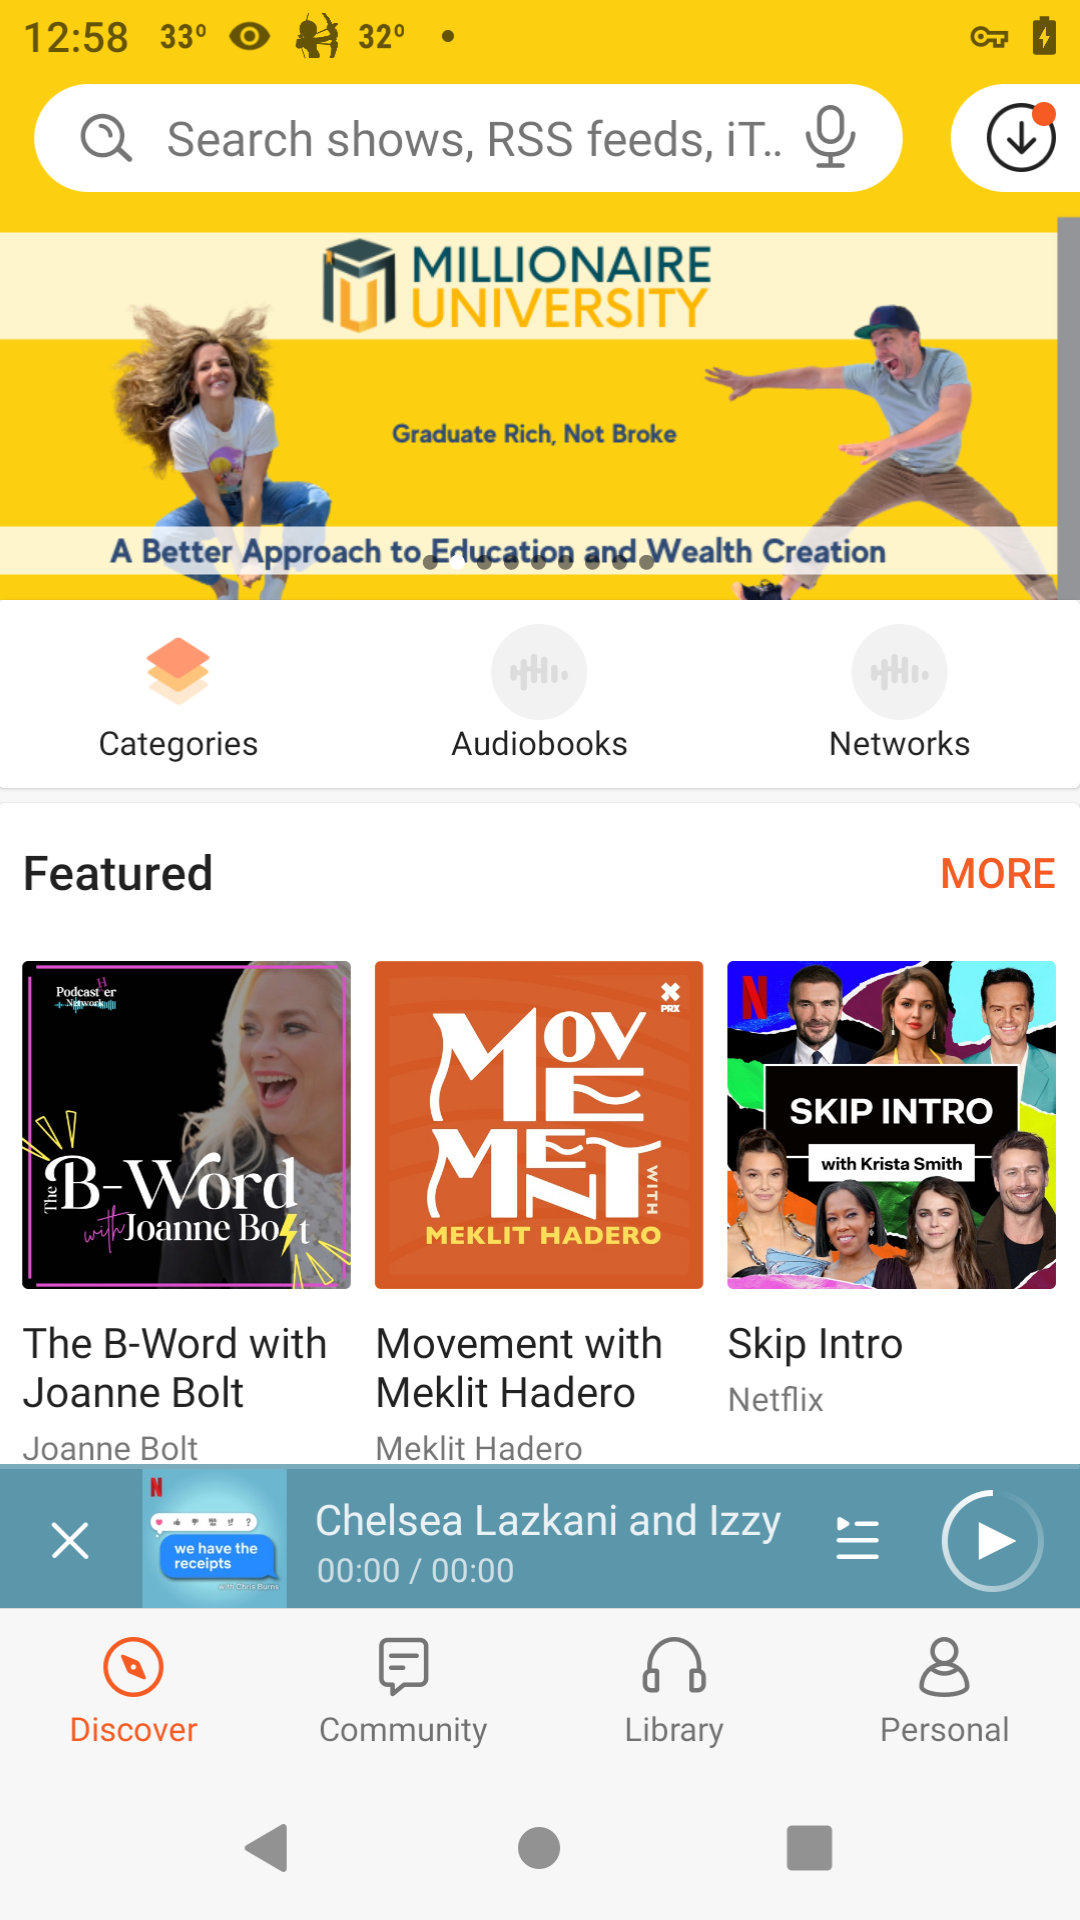 12:58 33° 32°
Search shows, RSS feeds, iT..
MILLIONAIRE
UNIVERSITY
Graduate Rich, Not Broke
A Better Approach to Education and Wealth Creation
Categories
Audiobooks
Networks
Featured
MORE
Podcast Her
Network
The
B-Word
with Joanne Bolt
PRX
MOVEMENT
WITH
MEKLIT HADERO
N
SKIP INTRO
with Krista Smith
The B-Word with
Joanne Bolt
Joanne Bolt
Movement with
Meklit Hadero
Meklit Hadero
Skip Intro
Netflix
N
we have the
receipts
with Chris Burns
Chelsea Lazkani and Izzy
00:00 / 00:00
Discover
Community
Library
Personal